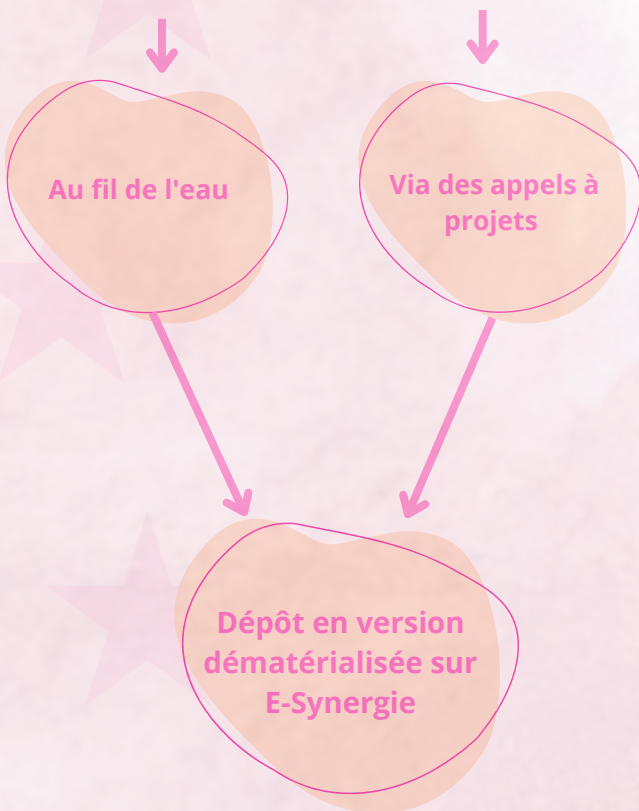 Au fil de l'eau
Via des appels à
projets
Dépôt en version
dématérialisée sur
E-Synergie